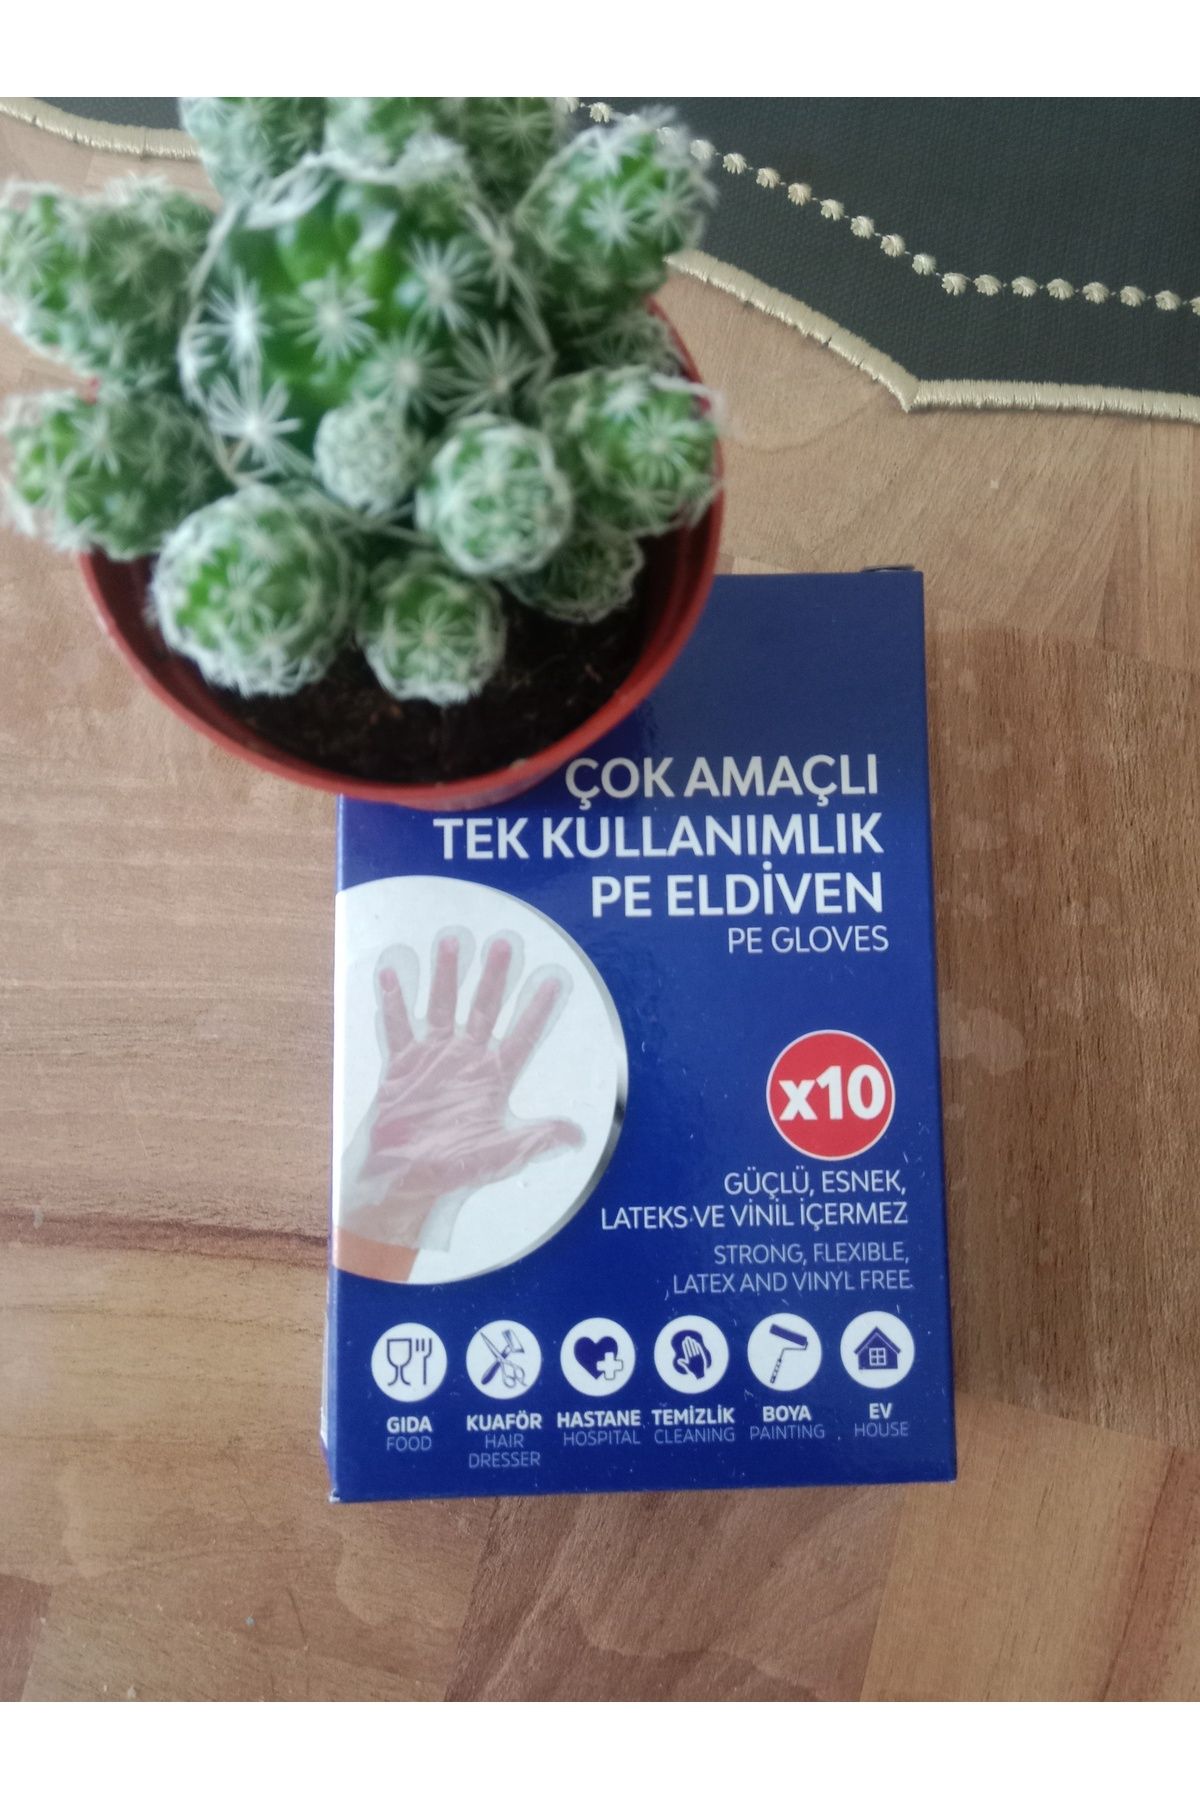 ÇOK AMAÇLI
TEK KULLANIMLIK
PE ELDİVEN
PE GLOVES
x10
GÜÇLÜ, ESNEK,
LATEKS VE VİNİL İÇERMEZ
STRONG, FLEXIBLE,
LATEX AND VINYL FREE
GIDA
FOOD
KUAFÖR
HAIR
DRESSER
HASTANE
HOSPITAL
TEMİZLİK
CLEANING
BOYA
PAINTING
EV
HOUSE